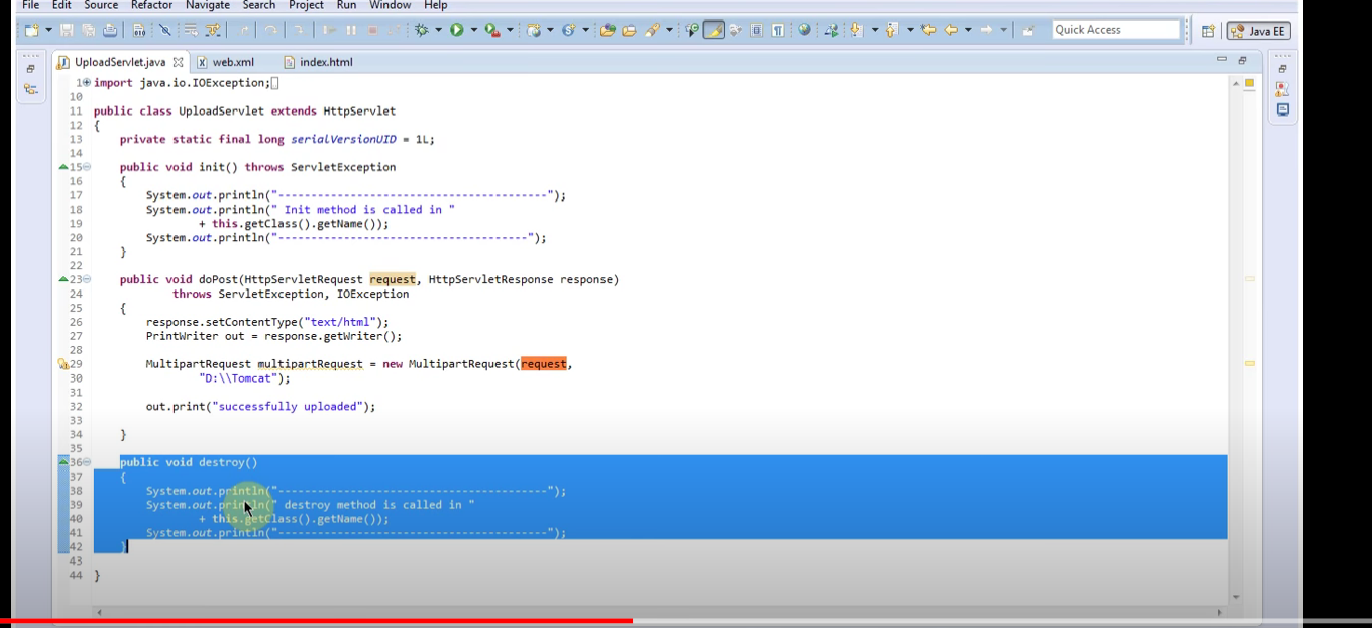 File Edit Source Refactor Navigate Search Project Run Window Help
Quick Access Java EE
UploadServlet.java web.xml index.html
1 import java.io.IOException;
10
11 public class UploadServlet extends HttpServlet
12 {
13 private static final long serialVersionUID = 1L;
14
15 public void init() throws ServletException
16 {
17 System.out.println("-----------------------------------------");
18 System.out.println(" Init method is called in "
19 + this.getClass().getName());
20 System.out.println("--------------------------------------");
21 }
22
23 public void doPost(HttpServletRequest request, HttpServletResponse response)
24 throws ServletException, IOException
25 {
26 response.setContentType("text/html");
27 PrintWriter out = response.getWriter();
28
29 MultipartRequest multipartRequest = new MultipartRequest(request,
30 "D:\\Tomcat");
31
32 out.print("successfully uploaded");
33
34 }
35
36 public void destroy()
37 {
38 System.out.println("-----------------------------------------");
39 System.out.println(" destroy method is called in "
40 + this.getClass().getName());
41 System.out.println("-----------------------------------------");
42 }
43
44 }